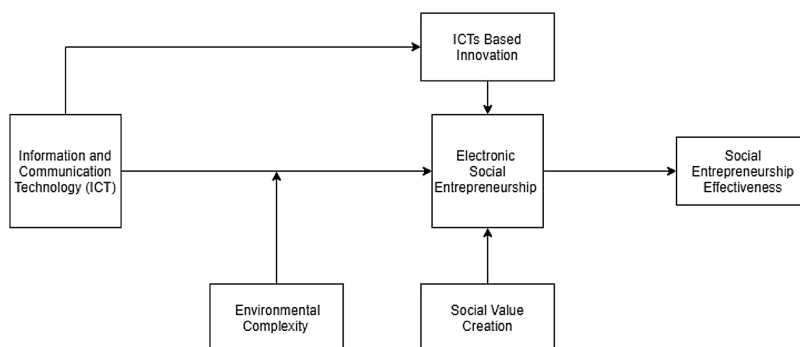 ICTs Based
Innovation
Information and
Communication
Technology (ICT)
Electronic
Social
Entrepreneurship
Social
Entrepreneurship
Effectiveness
Environmental
Complexity
Social Value
Creation